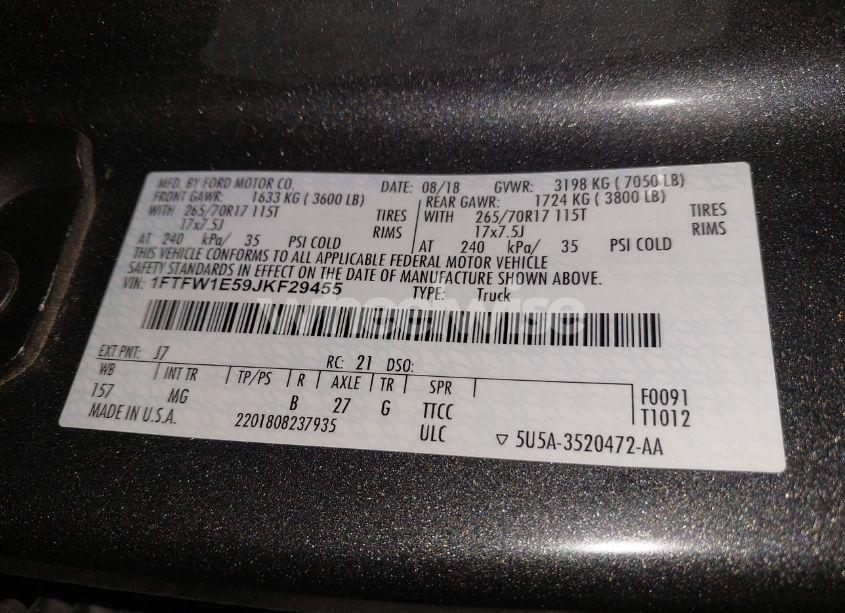 MFD. BY FORD MOTOR CO. DATE: 08/18 GVWR: 3198 KG ( 7050 LB)
FRONT GAWR: 1633 KG ( 3600 LB) REAR GAWR: 1724 KG ( 3800 LB)
WITH 265/70R17 115T TIRES WITH 265/70R17 115T TIRES
17x7.5J RIMS 17x7.5J RIMS
AT 240 kPa/ 35 PSI COLD AT 240 kPa/ 35 PSI COLD
THIS VEHICLE CONFORMS TO ALL APPLICABLE FEDERAL MOTOR VEHICLE
SAFETY STANDARDS IN EFFECT ON THE DATE OF MANUFACTURE SHOWN ABOVE.
VIN: 1FTFW1E59JKF29455 TYPE: Truck
EXT PNT: J7 RC: 21 DSO:
WB INT TR TP/PS R AXLE TR SPR F0091
157 MG B 27 G TTCC T1012
MADE IN U.S.A. 2201808237935 ULC ▽ 5U5A-3520472-AA